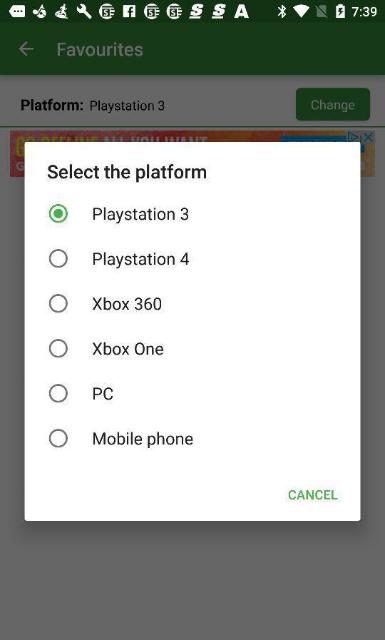 7:39
Favourites
Platform: Playstation 3
Change
Select the platform
Playstation 3
Playstation 4
Xbox 360
Xbox One
PC
Mobile phone
CANCEL